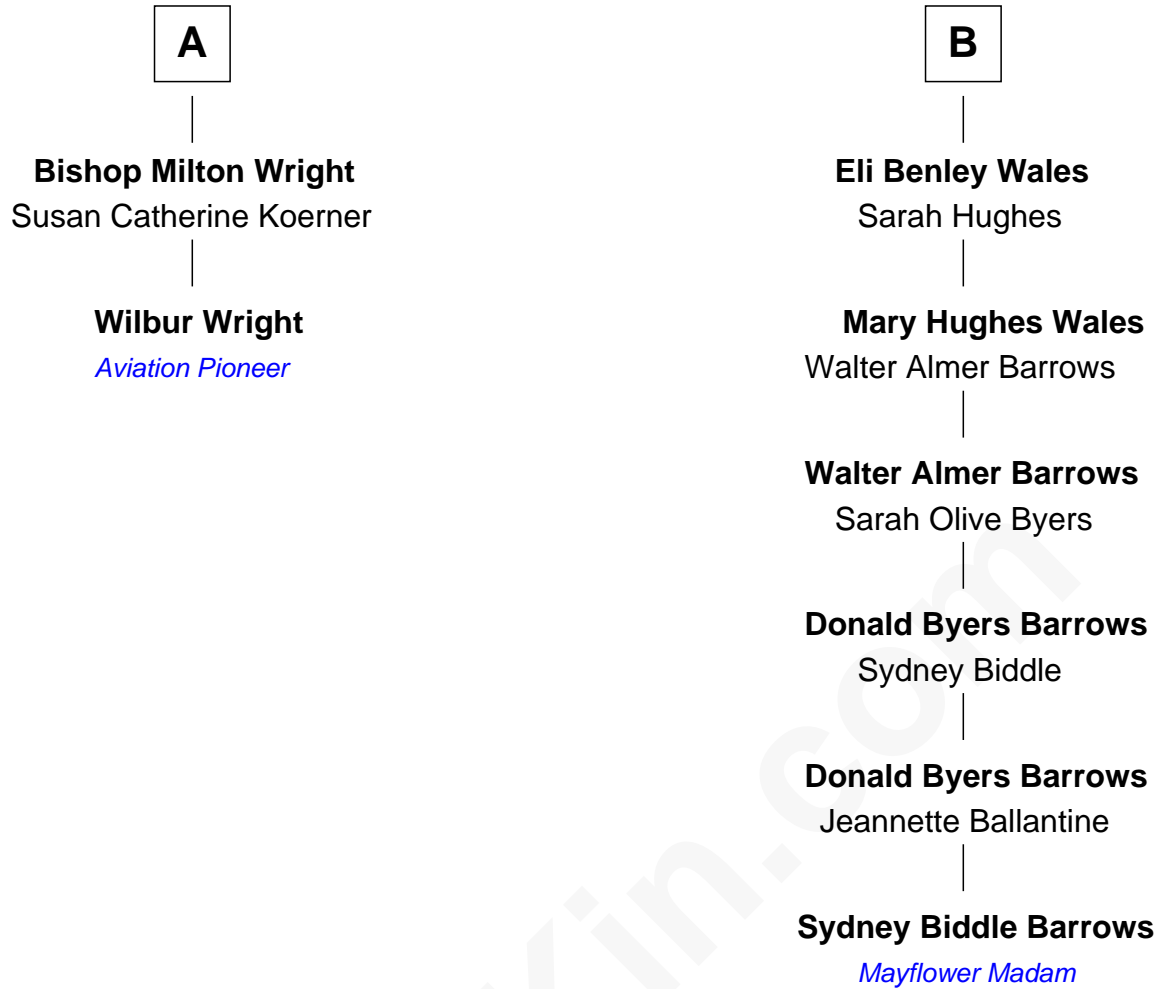 A
Bishop Milton Wright
Susan Catherine Koerner
Wilbur Wright
Aviation Pioneer
B
Eli Benley Wales
Sarah Hughes
Mary Hughes Wales
Walter Almer Barrows
Walter Almer Barrows
Sarah Olive Byers
Donald Byers Barrows
Sydney Biddle
Donald Byers Barrows
Jeannette Ballantine
Sydney Biddle Barrows
Mayflower Madam